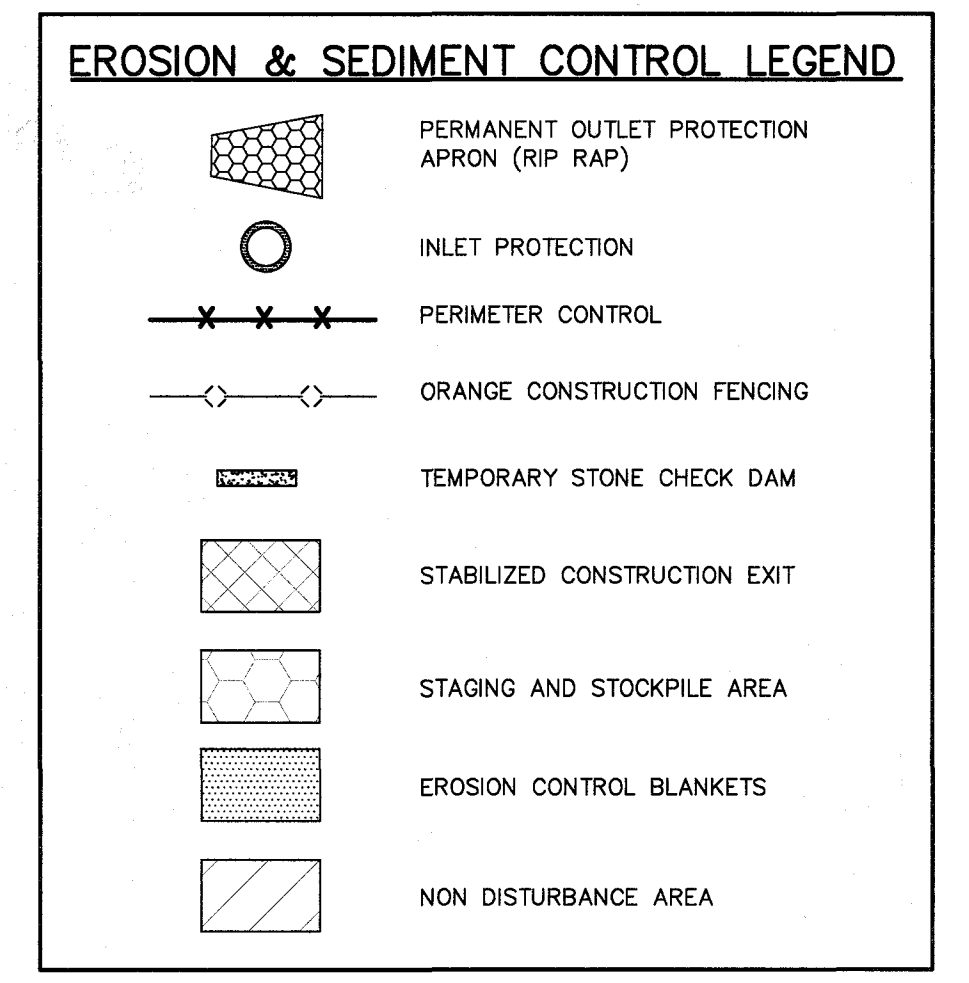 EROSION & SEDIMENT CONTROL LEGEND
PERMANENT OUTLET PROTECTION
APRON (RIP RAP)
INLET PROTECTION
PERIMETER CONTROL
ORANGE CONSTRUCTION FENCING
TEMPORARY STONE CHECK DAM
STABILIZED CONSTRUCTION EXIT
STAGING AND STOCKPILE AREA
EROSION CONTROL BLANKETS
NON DISTURBANCE AREA